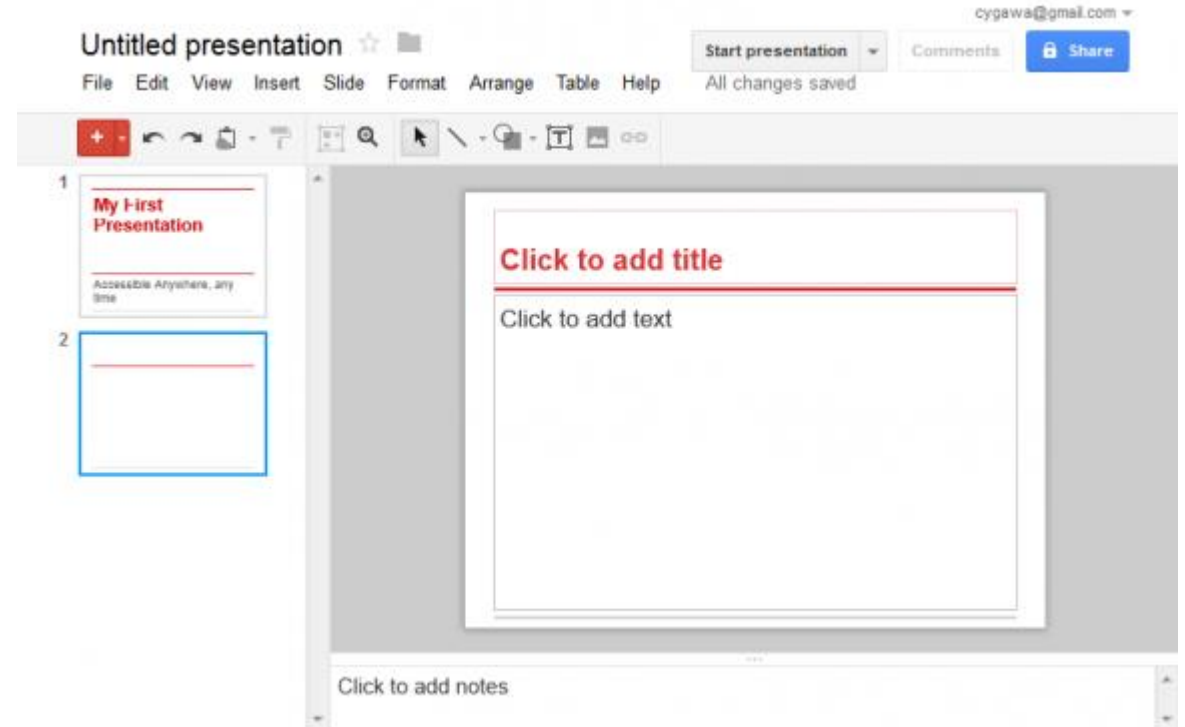 cygawa@gmail.com
Untitled presentation
Start presentation
Comments
Share
File Edit View Insert Slide Format Arrange Table Help
All changes saved
1
My First
Presentation
Accessible Anywhere, any
time
2
Click to add title
Click to add text
Click to add notes